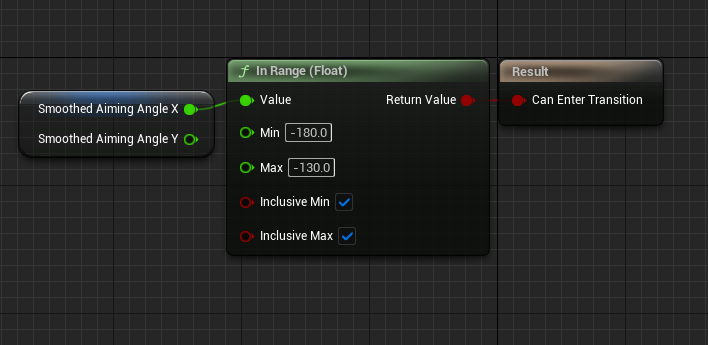 In Range (Float)
Result
Smoothed Aiming Angle X
Value
Return Value
Can Enter Transition
Smoothed Aiming Angle Y
Min -180.0
Max -130.0
Inclusive Min
Inclusive Max